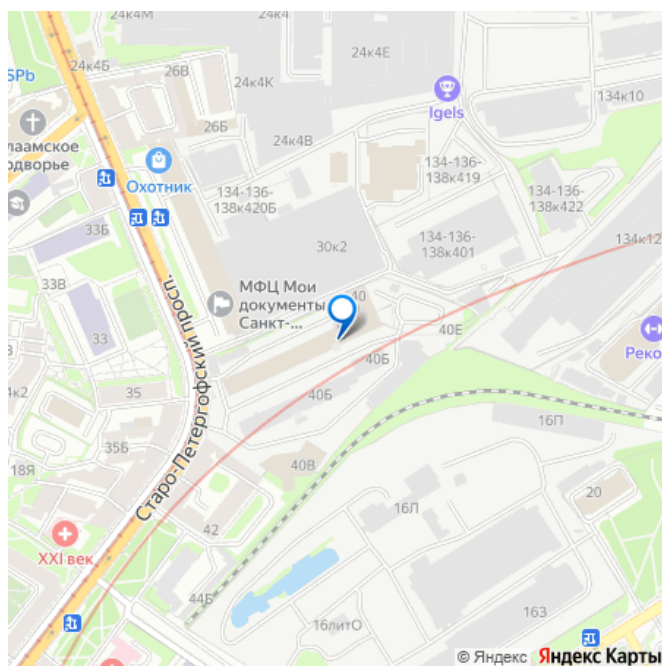 24к4М
24к4
24к4Е
24к4Б
26В
SPb
24к4К
Igels
134к10
26Б
24к4В
лаамское
одворье
Охотник
134-136-
138к419
134-136-
138к420Б
134-136-
138к422
33Б
30к2
134-136-
138к401
134к12
33В
МФЦ Мои
документы
Санкт-...
40
33
40Е
Реко
40Б
4к2
35
40Б
Старо-Петергофский просп.
16П
35Б
18Я
40В
20
16Л
42
XXI век
44Б
16литО
16З
© Яндекс Яндекс Карты